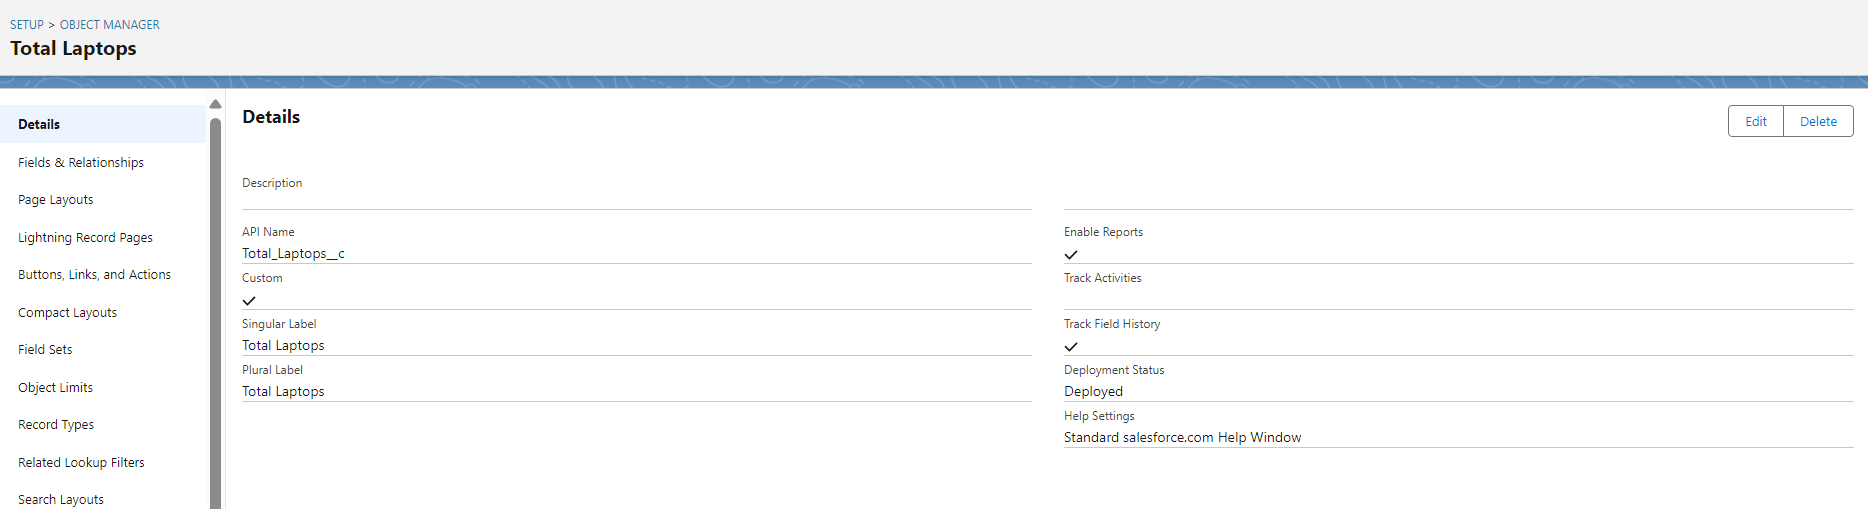 SETUP > OBJECT MANAGER
Total Laptops
Details
Fields & Relationships
Page Layouts
Lightning Record Pages
Buttons, Links, and Actions
Compact Layouts
Field Sets
Object Limits
Record Types
Related Lookup Filters
Search Layouts
Details
Edit
Delete
Description
API Name
Total_Laptops__c
Custom
Singular Label
Total Laptops
Plural Label
Total Laptops
Enable Reports
Track Activities
Track Field History
Deployment Status
Deployed
Help Settings
Standard salesforce.com Help Window